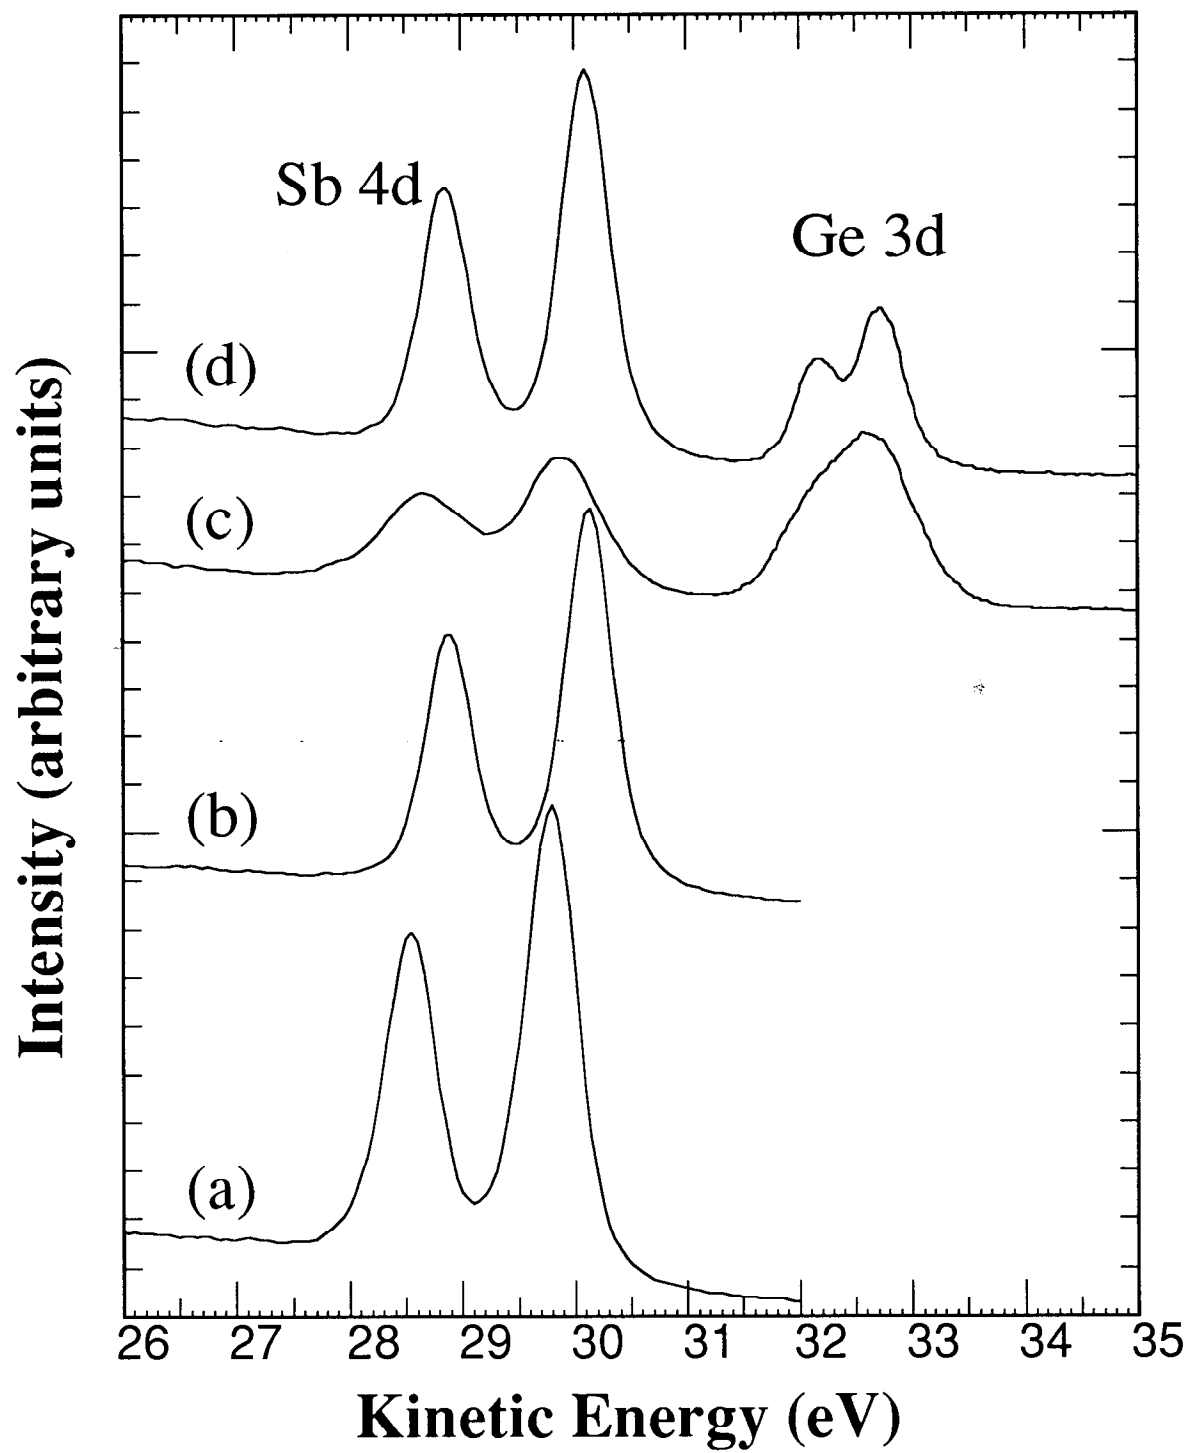 Sb 4d
Ge 3d
(d)
(c)
(b)
(a)
Intensity (arbitrary units)
26 27 28 29 30 31 32 33 34 35
Kinetic Energy (eV)